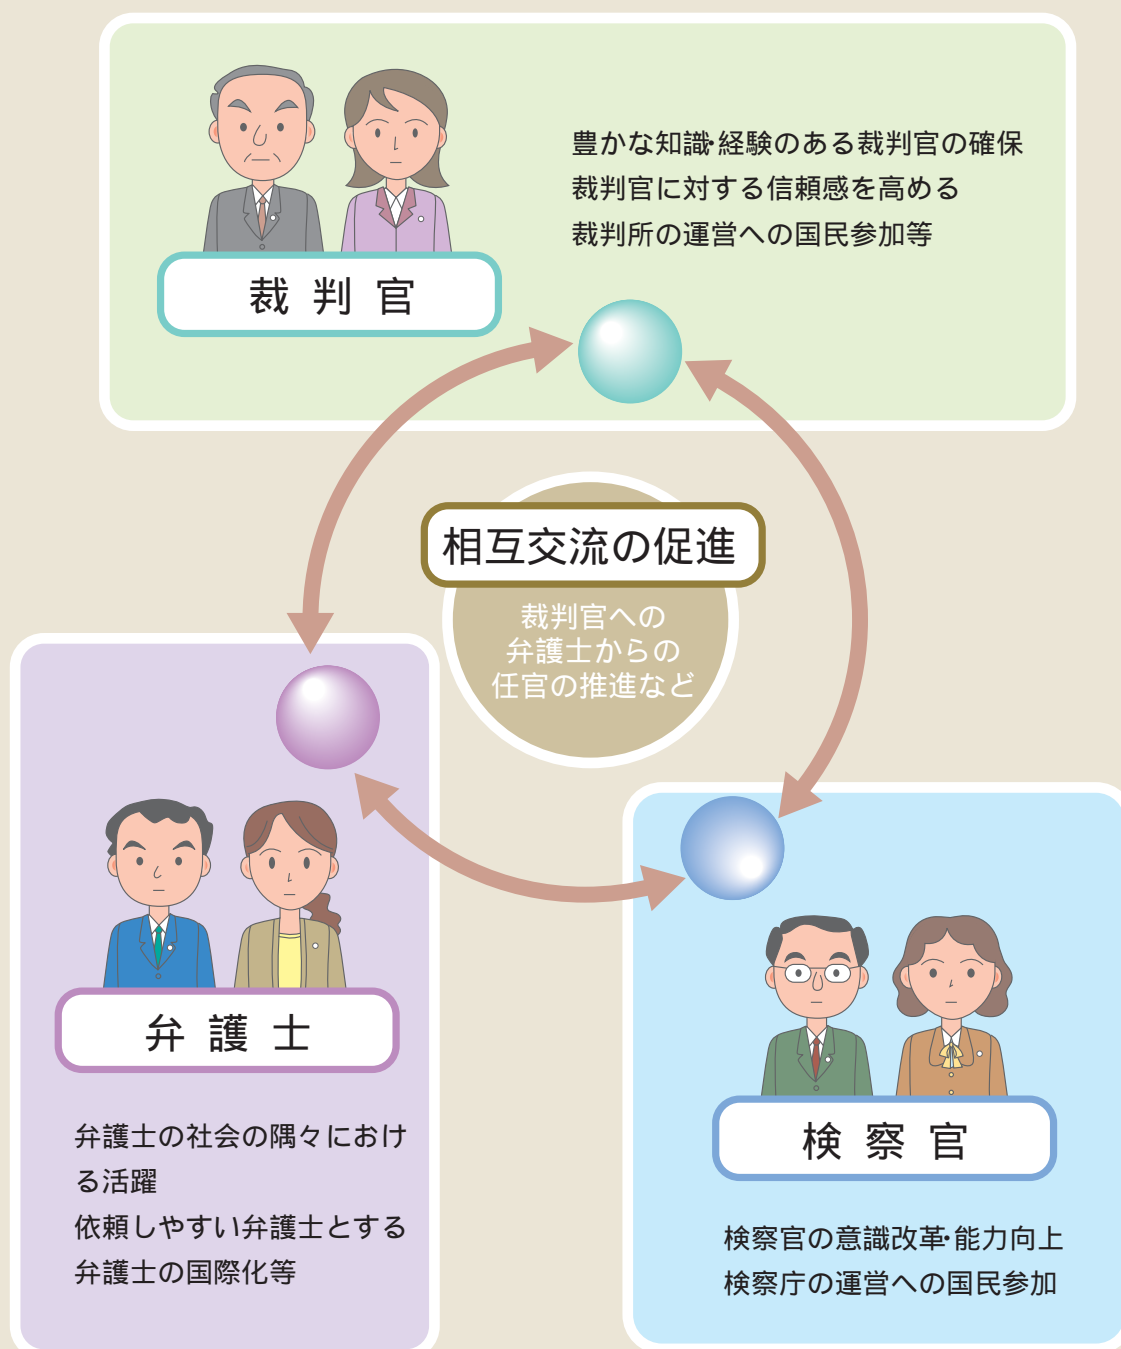 豊かな知識・経験のある裁判官の確保
裁判官に対する信頼感を高める
裁判所の運営への国民参加等
裁判官
相互交流の促進
裁判官への
弁護士からの
任官の推進など
弁護士
弁護士の社会の隅々におけ
る活躍
依頼しやすい弁護士とする
弁護士の国際化等
検察官
検察官の意識改革・能力向上
検察庁の運営への国民参加